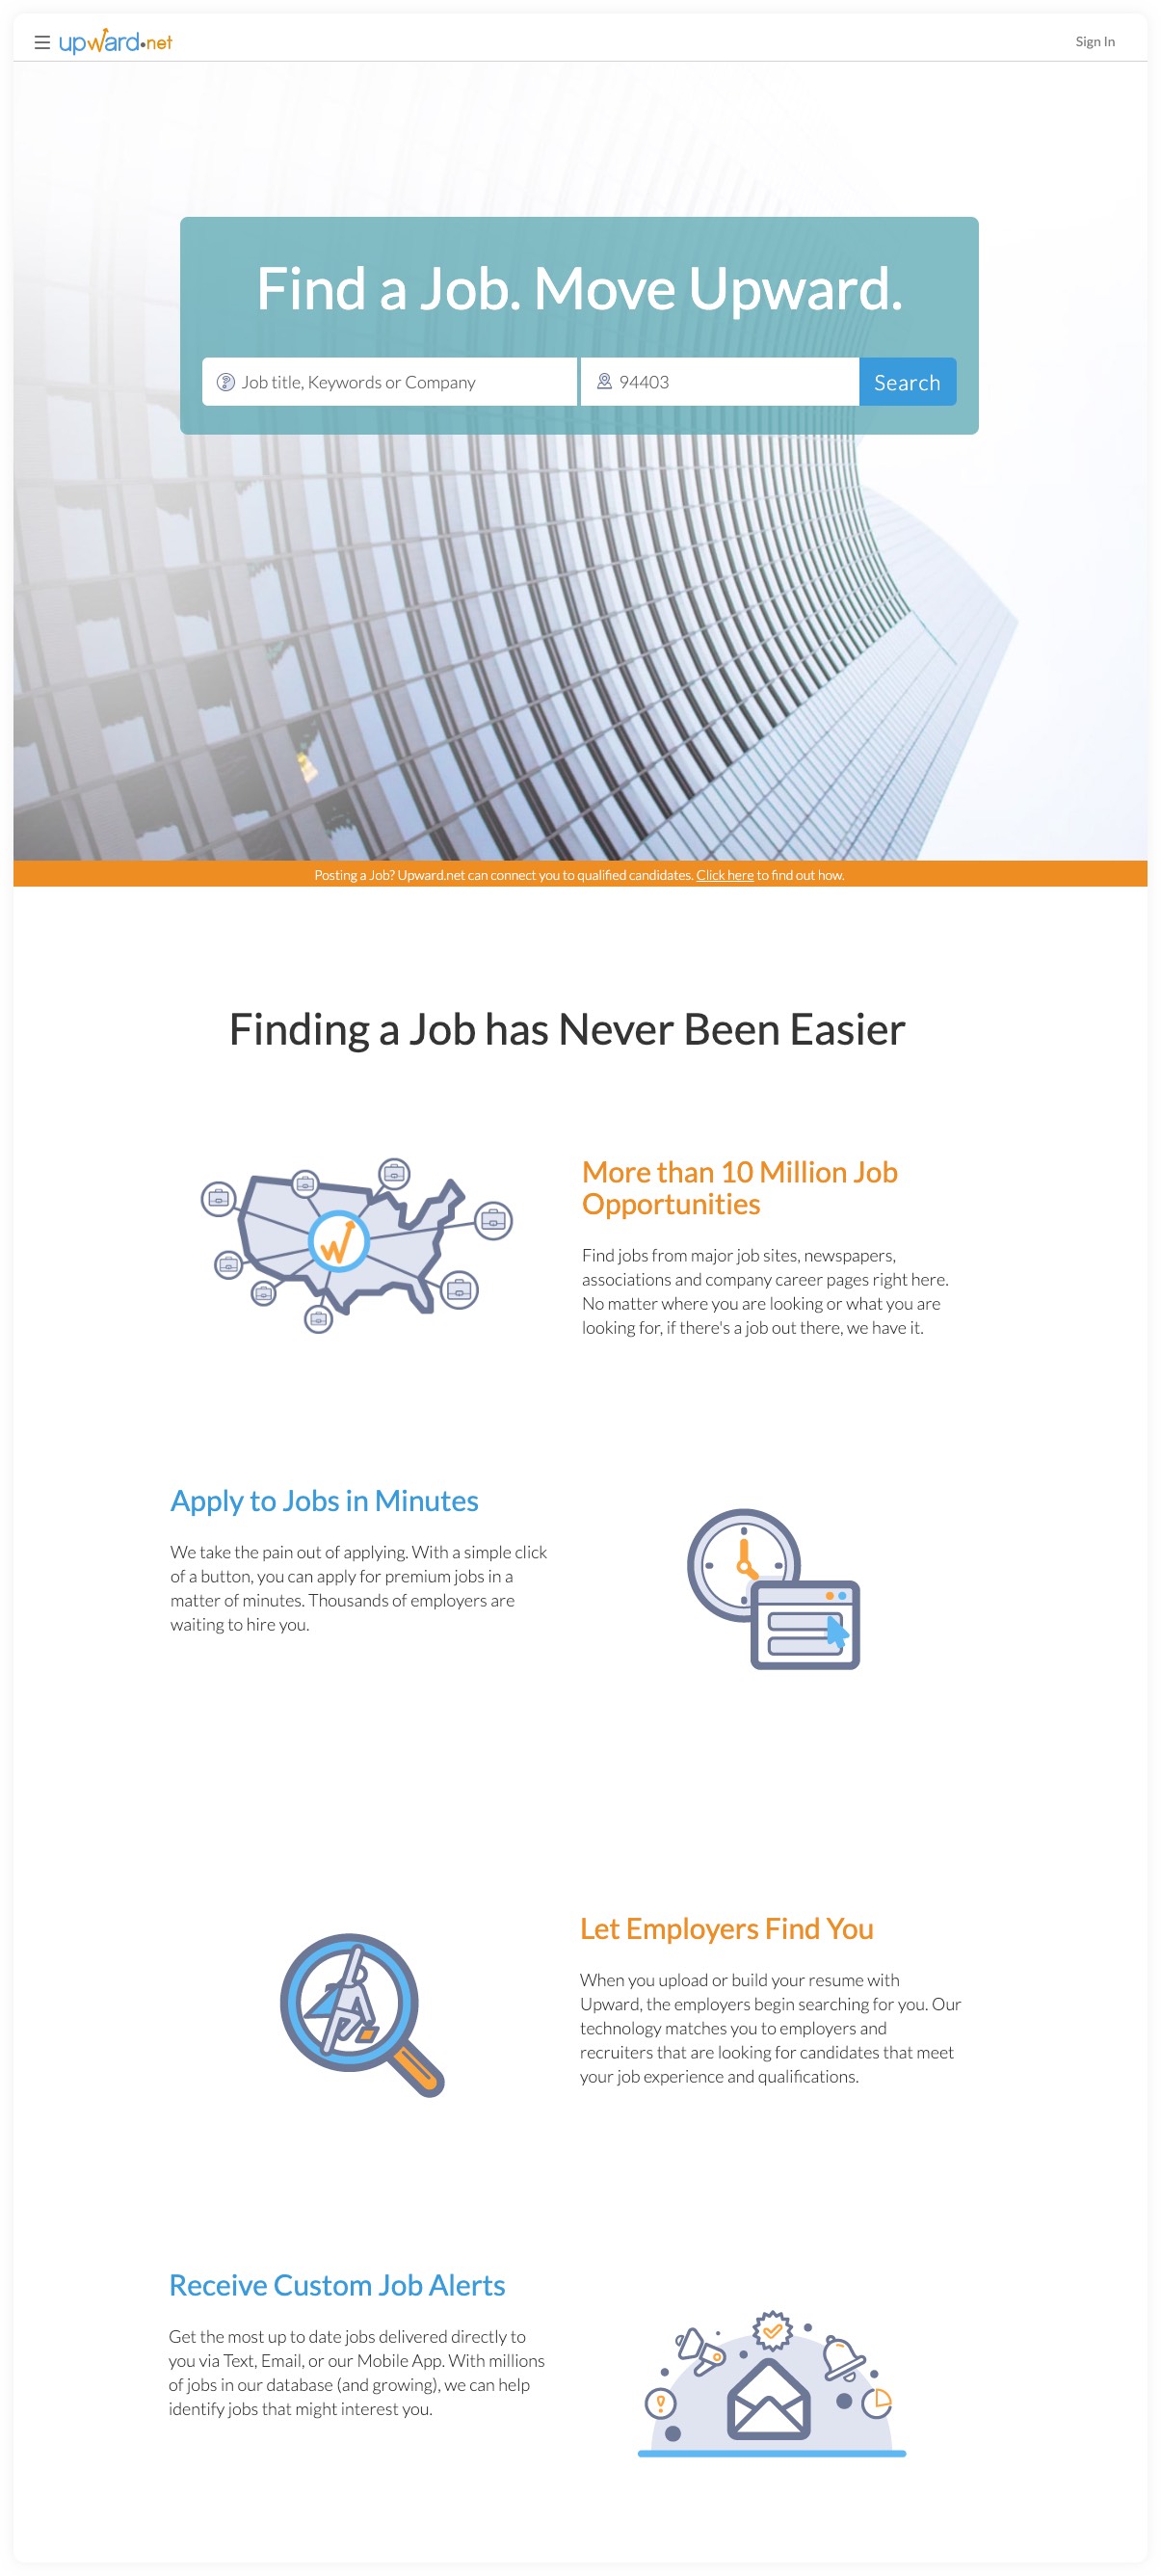 upward.net
Sign In
Find a Job. Move Upward.
Job title, Keywords or Company
94403
Search
Posting a Job? Upward.net can connect you to qualified candidates. Click here to find out how.
Finding a Job has Never Been Easier
More than 10 Million Job
Opportunities
Find jobs from major job sites, newspapers,
associations and company career pages right here.
No matter where you are looking or what you are
looking for, if there's a job out there, we have it.
Apply to Jobs in Minutes
We take the pain out of applying. With a simple click
of a button, you can apply for premium jobs in a
matter of minutes. Thousands of employers are
waiting to hire you.
Let Employers Find You
When you upload or build your resume with
Upward, the employers begin searching for you. Our
technology matches you to employers and
recruiters that are looking for candidates that meet
your job experience and qualifications.
Receive Custom Job Alerts
Get the most up to date jobs delivered directly to
you via Text, Email, or our Mobile App. With millions
of jobs in our database (and growing), we can help
identify jobs that might interest you.